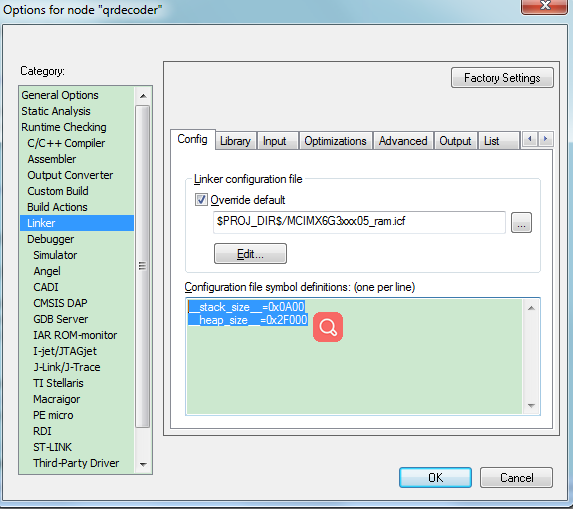 Options for node "qrdecoder"
X
Category:
General Options
Static Analysis
Runtime Checking
C/C++ Compiler
Assembler
Output Converter
Custom Build
Build Actions
Linker
Debugger
Simulator
Angel
CADI
CMSIS DAP
GDB Server
IAR ROM-monitor
I-jet/JTAGjet
J-Link/J-Trace
TI Stellaris
Macraigor
PE micro
RDI
ST-LINK
Third-Party Driver
Factory Settings
Config Library Input Optimizations Advanced Output List
Linker configuration file
Override default
$PROJ_DIR$/MCIMX6G3xxx05_ram.icf
...
Edit...
Configuration file symbol definitions: (one per line)
__stack_size__=0x0A00
__heap_size__=0x2F000
OK
Cancel